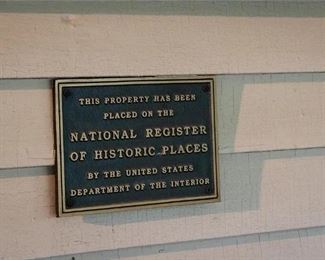 THIS PROPERTY HAS BEEN
PLACED ON THE
NATIONAL REGISTER
OF HISTORIC PLACES
BY THE UNITED STATES
DEPARTMENT OF THE INTERIOR